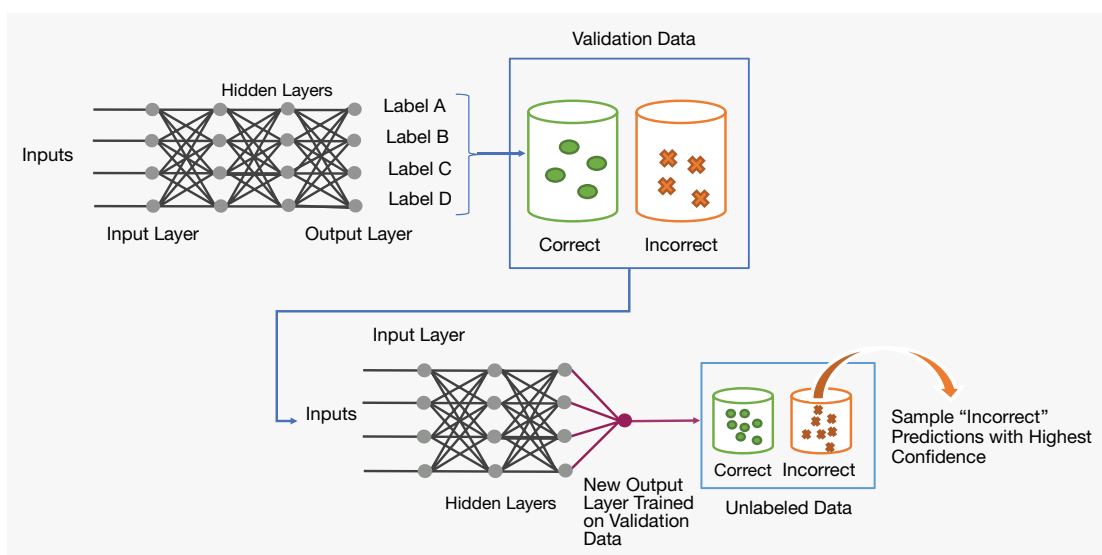 Validation Data
Hidden Layers
Label A
Label B
Label C
Label D
Inputs
Input Layer
Output Layer
Correct
Incorrect
Input Layer
Inputs
Hidden Layers
New Output
Layer Trained
on Validation
Data
Correct
Incorrect
Unlabeled Data
Sample “Incorrect”
Predictions with Highest
Confidence